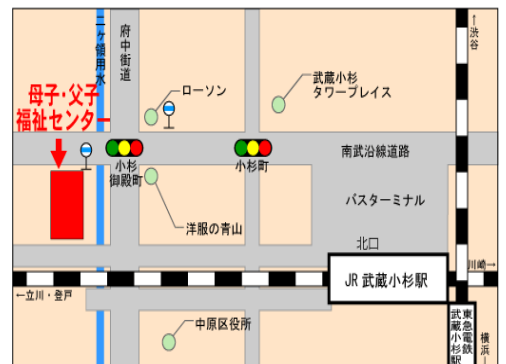 二ヶ領用水
府中街道
↑渋谷
母子・父子
福祉センター
ローソン
武蔵小杉
タワープレイス
小杉
御殿町
小杉町
南武沿線道路
バスターミナル
洋服の青山
北口
JR 武蔵小杉駅
川崎→
←立川・登戸
中原区役所
東急電鉄
武蔵小杉駅
横浜